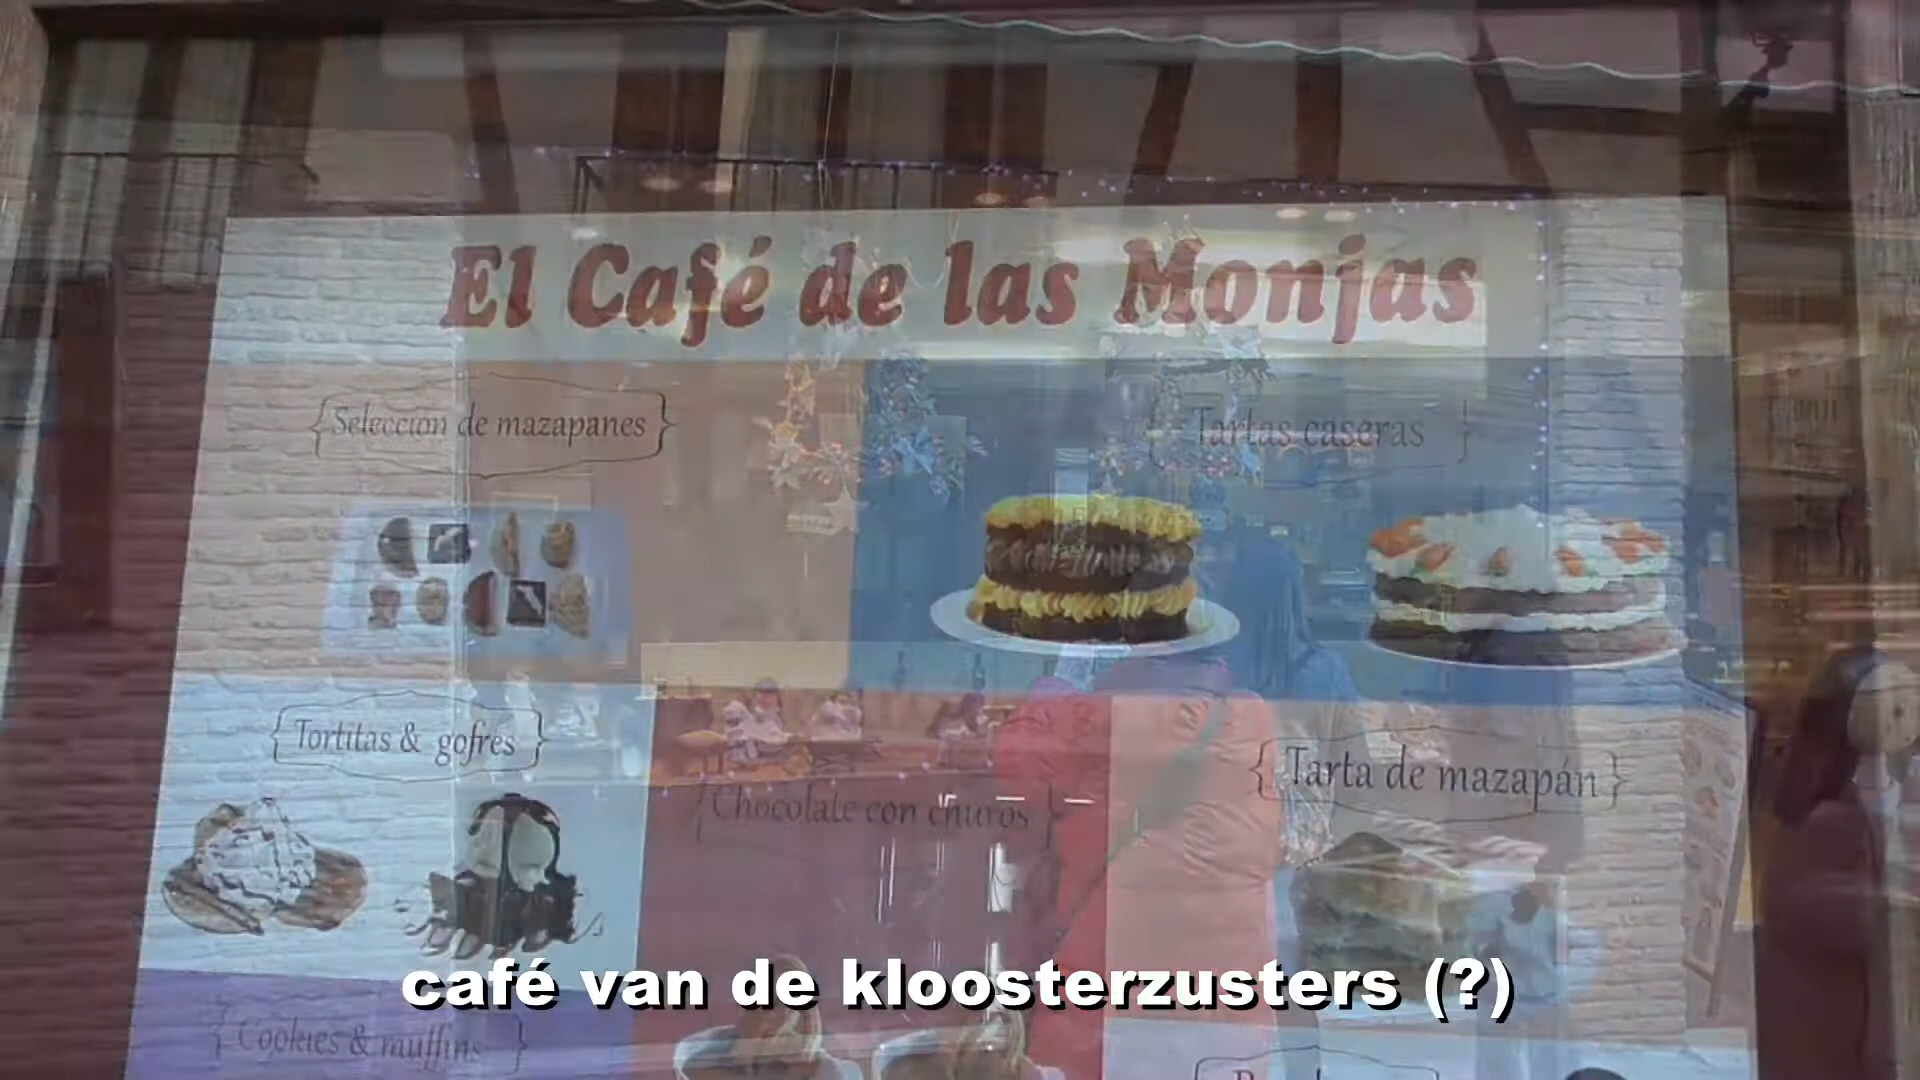 El Café de las Monjas
{Selección de mazapanes}
{Tartas caseras}
{Tortitas & gofres}
{Tarta de mazapán}
{Chocolate con churos}
café van de kloosterzusters (?)
{Cookies & muffins}